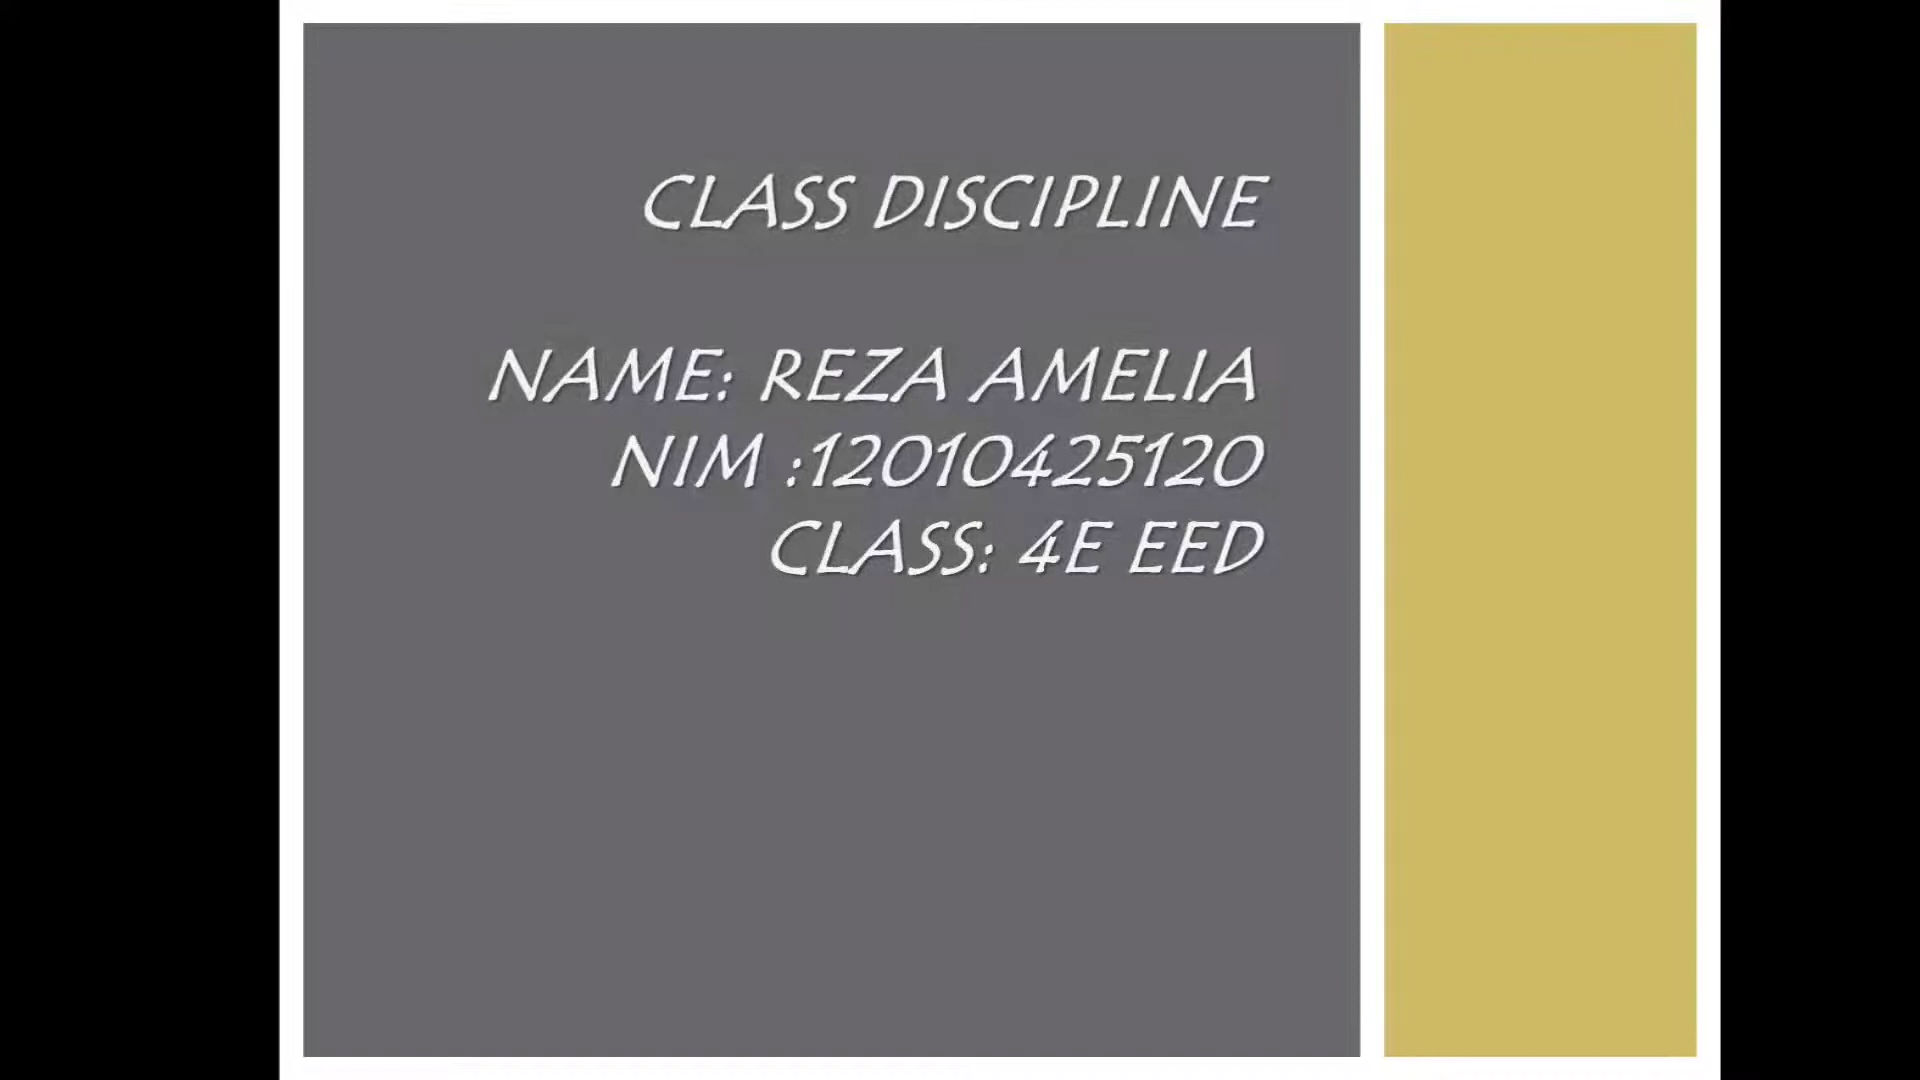 CLASS DISCIPLINE
NAME: REZA AMELIA
NIM :12010425120
CLASS: 4E EED